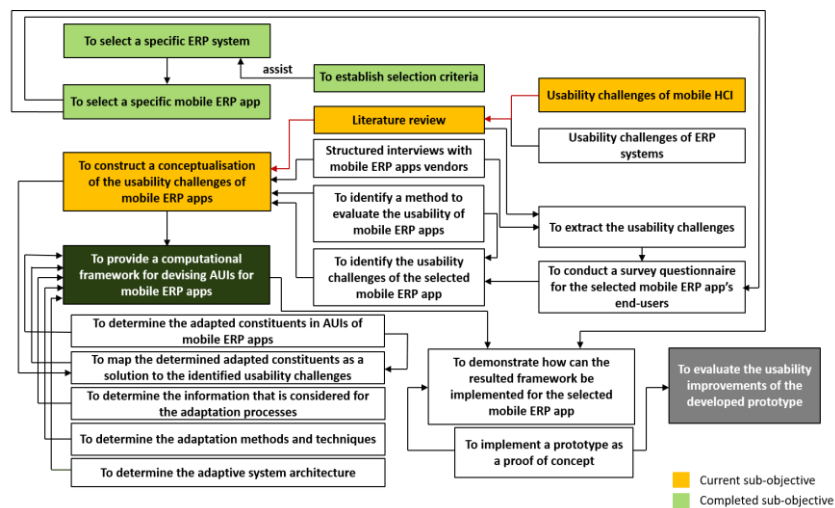 To select a specific ERP system
assist
To establish selection criteria
To select a specific mobile ERP app
Usability challenges of mobile HCI
Literature review
Usability challenges of ERP
systems
Structured interviews with
mobile ERP apps vendors
To construct a conceptualisation
of the usability challenges of
mobile ERP apps
To identify a method to
evaluate the usability of
mobile ERP apps
To extract the usability challenges
To provide a computational
framework for devising AUIs for
mobile ERP apps
To identify the usability
challenges of the selected
mobile ERP app
To conduct a survey questionnaire
for the selected mobile ERP app's
end-users
To determine the adapted constituents in AUIs of
mobile ERP apps
To map the determined adapted constituents as a
solution to the identified usability challenges
To determine the information that is considered for
the adaptation processes
To determine the adaptation methods and techniques
To determine the adaptive system architecture
To demonstrate how can the
resulted framework be
implemented for the selected
mobile ERP app
To implement a prototype as
a proof of concept
To evaluate the usability
improvements of the
developed prototype
Current sub-objective
Completed sub-objective